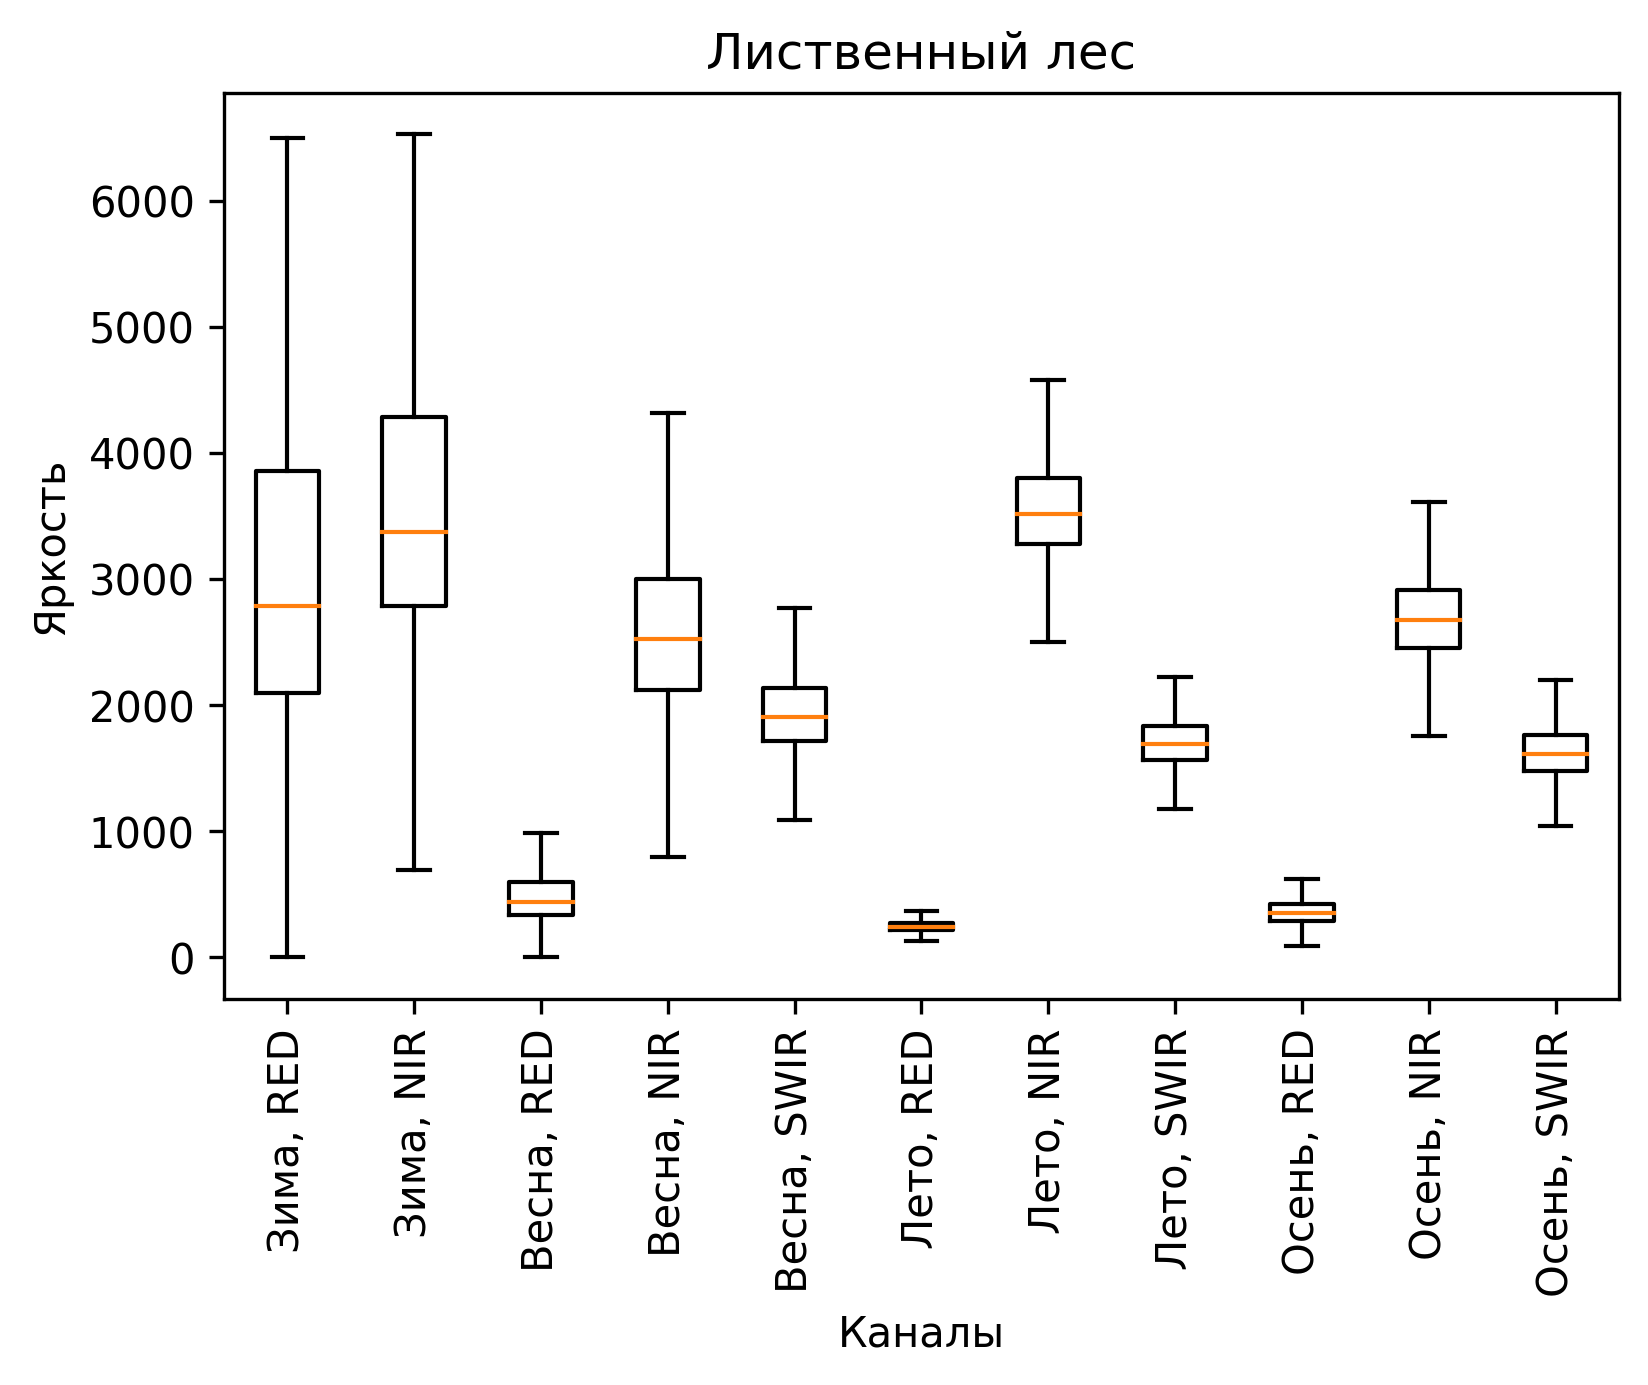 Лиственный лес
Яркость
6000
5000
4000
3000
2000
1000
0
Зима, RED
Зима, NIR
Весна, RED
Весна, NIR
Весна, SWIR
Лето, RED
Лето, NIR
Лето, SWIR
Осень, RED
Осень, NIR
Осень, SWIR
Каналы